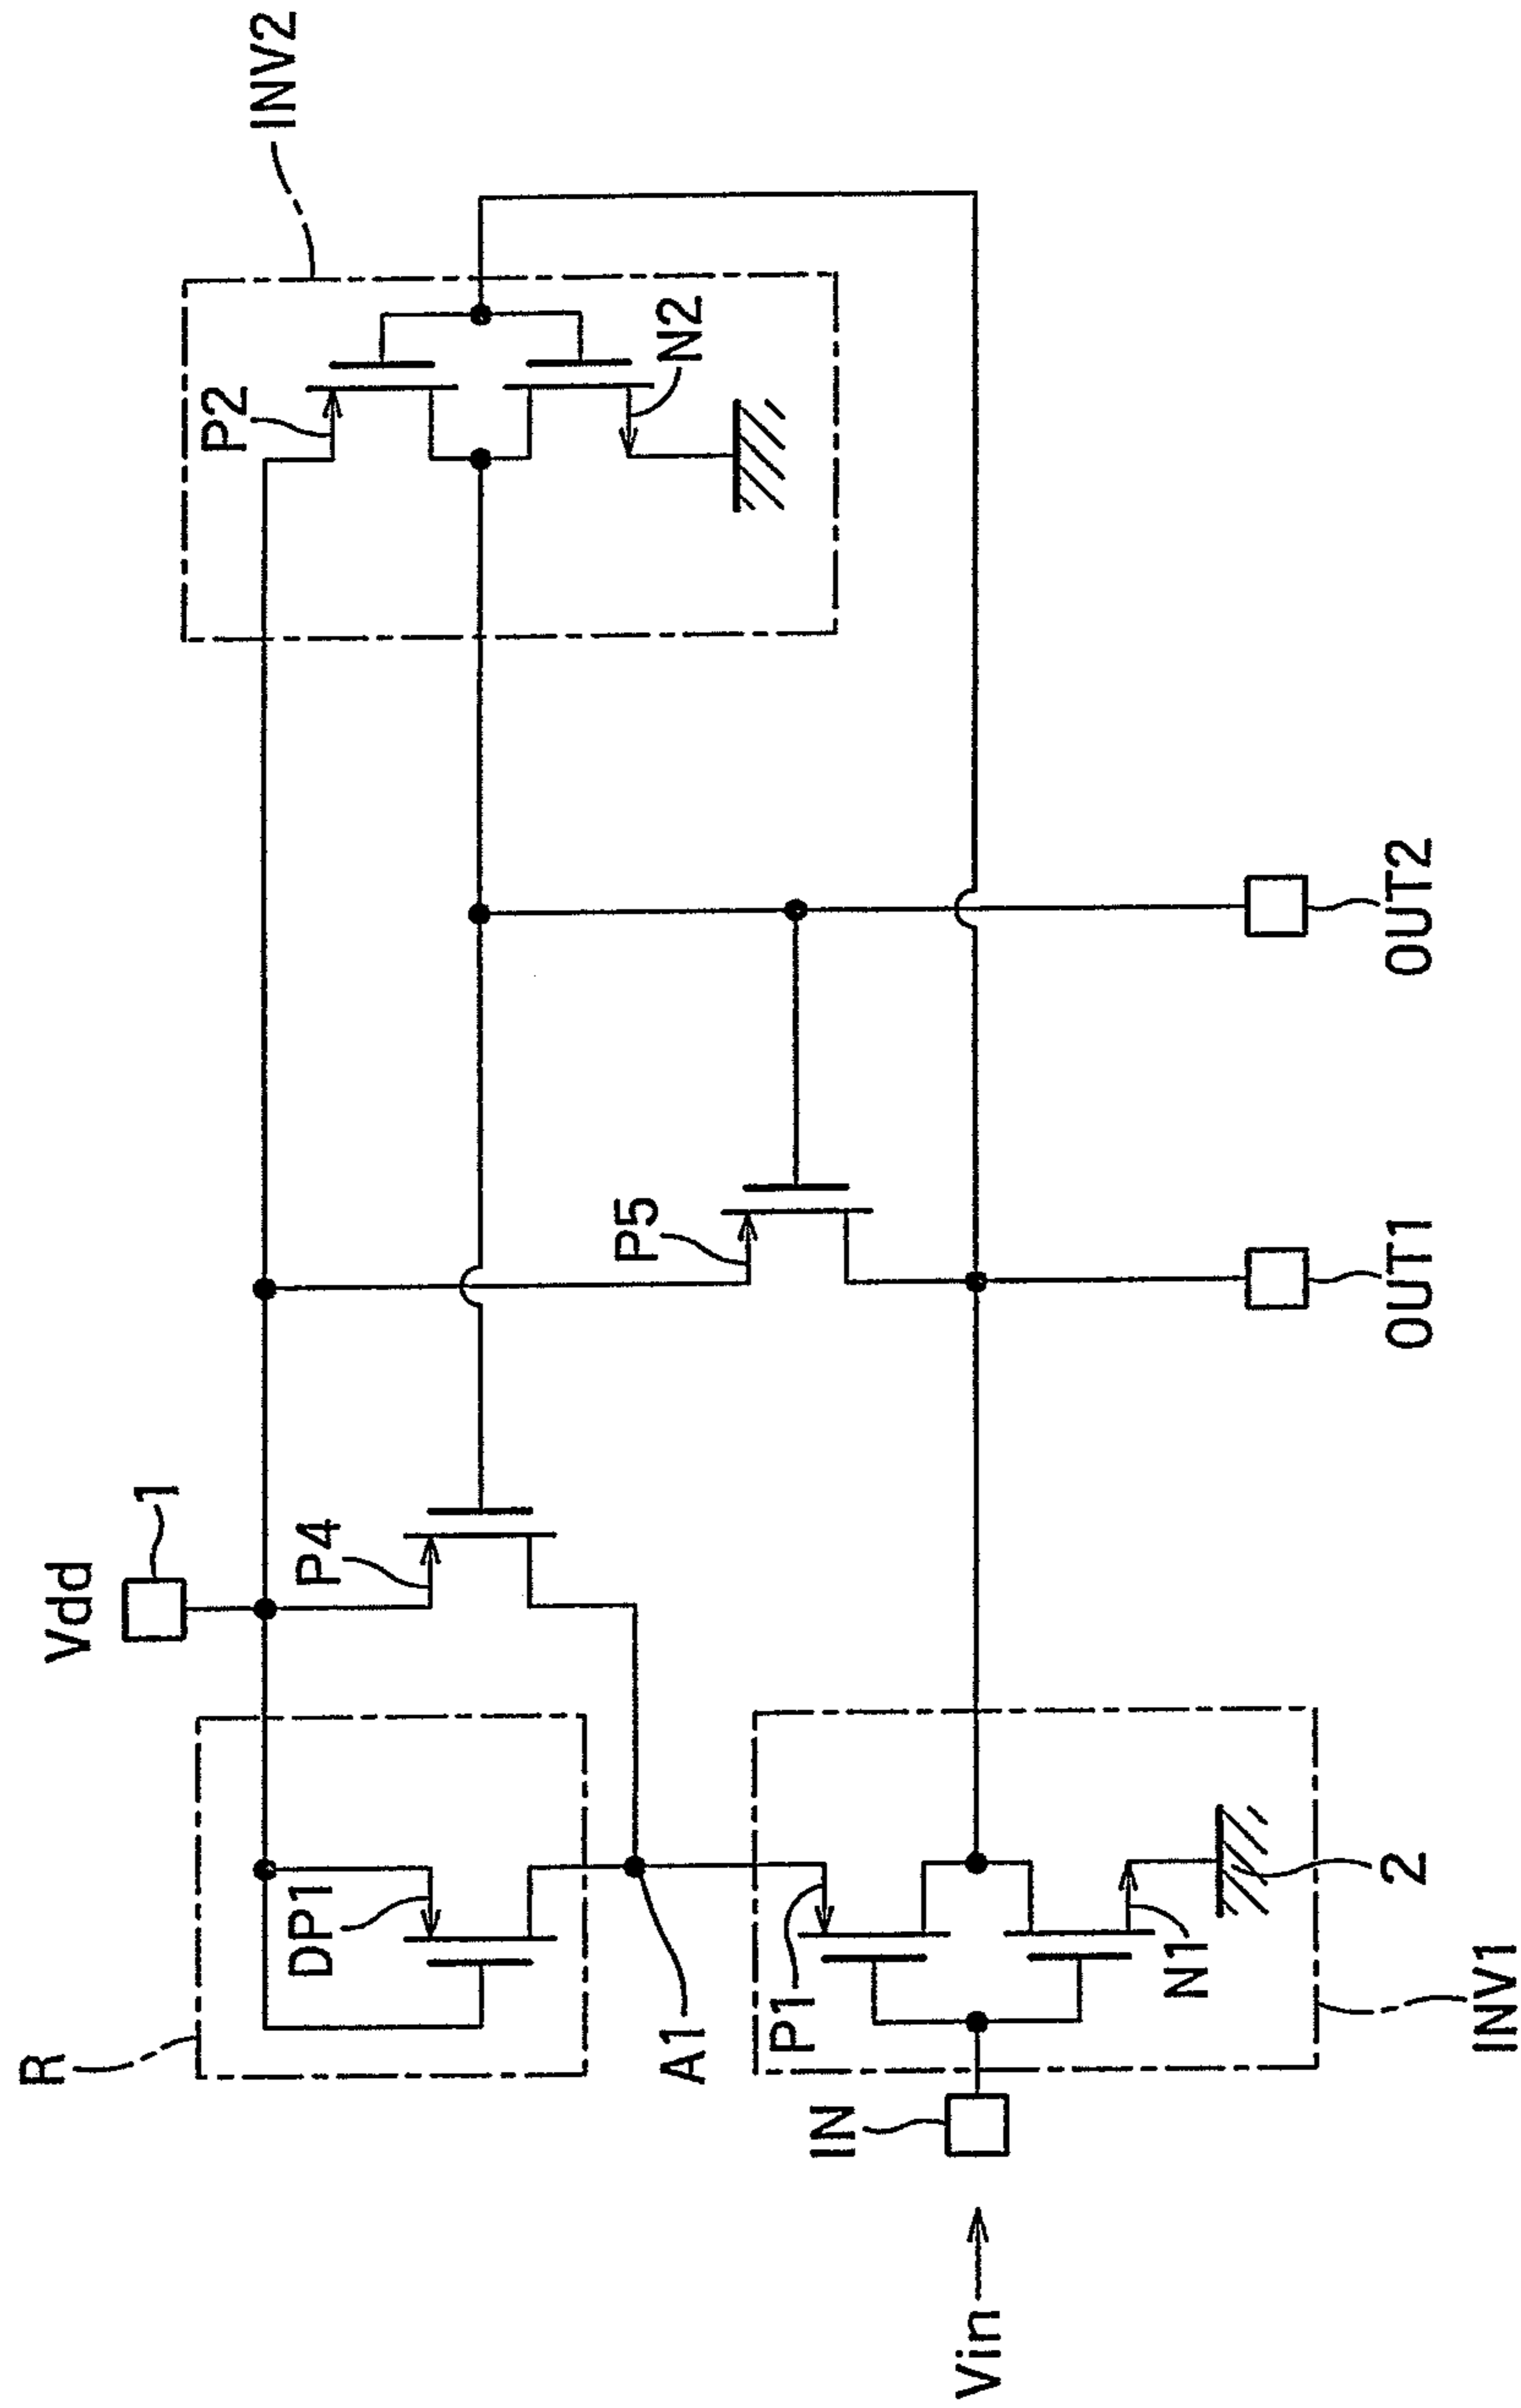 R
Vdd
1
INV2
DP1
P4
P2
N2
A1
P5
P1
IN
Vin
N1
2
INV1
OUT1
OUT2